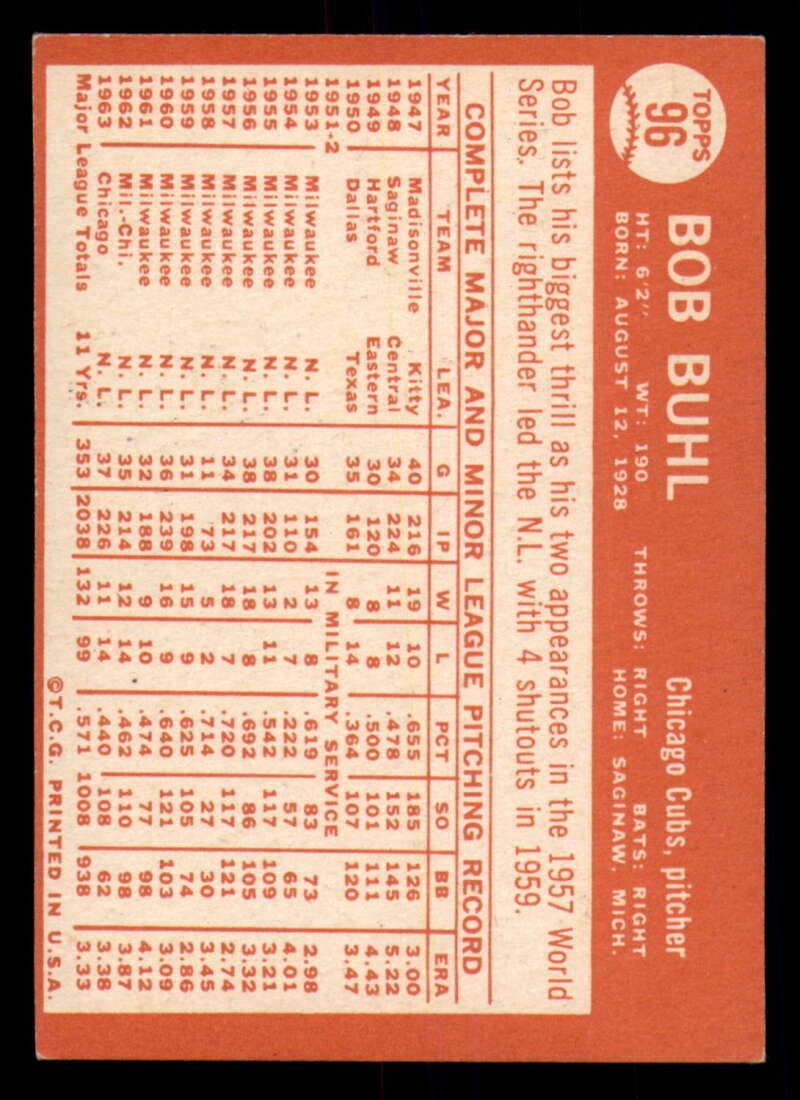 TOPPS
96
BOB BUHL
Chicago Cubs, pitcher
HT: 6'2" WT: 190 THROWS: RIGHT BATS: RIGHT
BORN: AUGUST 12, 1928 HOME: SAGINAW, MICH.
Bob lists his biggest thrill as his two appearances in the 1957 World
Series. The righthander led the N.L. with 4 shutouts in 1959.
COMPLETE MAJOR AND MINOR LEAGUE PITCHING RECORD
YEAR TEAM LEA. G IP W L PCT SO BB ERA
1947 Madisonville Kitty 40 216 19 10 .655 185 126 3.00
1948 Saginaw Central 34 224 11 12 .478 152 145 5.22
1949 Hartford Eastern 30 120 8 8 .500 101 111 4.43
1950 Dallas Texas 35 161 8 14 .364 107 120 3.47
1951-2 IN MILITARY SERVICE
1953 Milwaukee N. L. 30 154 13 8 .619 83 73 2.98
1954 Milwaukee N. L. 31 110 2 7 .222 57 65 4.01
1955 Milwaukee N. L. 38 202 13 11 .542 117 109 3.21
1956 Milwaukee N. L. 38 217 18 8 .692 86 105 3.32
1957 Milwaukee N. L. 34 217 18 7 .720 117 121 2.74
1958 Milwaukee N. L. 11 73 5 2 .714 27 30 3.45
1959 Milwaukee N. L. 31 198 15 9 .625 105 74 2.86
1960 Milwaukee N. L. 36 239 16 9 .640 121 103 3.09
1961 Milwaukee N. L. 32 188 9 10 .474 77 98 4.12
1962 Mil.-Chi. N. L. 35 214 12 14 .462 110 98 3.87
1963 Chicago N. L. 37 226 11 14 .440 108 62 3.38
Major League Totals 11 Yrs. 353 2038 132 99 .571 1008 938 3.33
©T.C.G. PRINTED IN U.S.A.